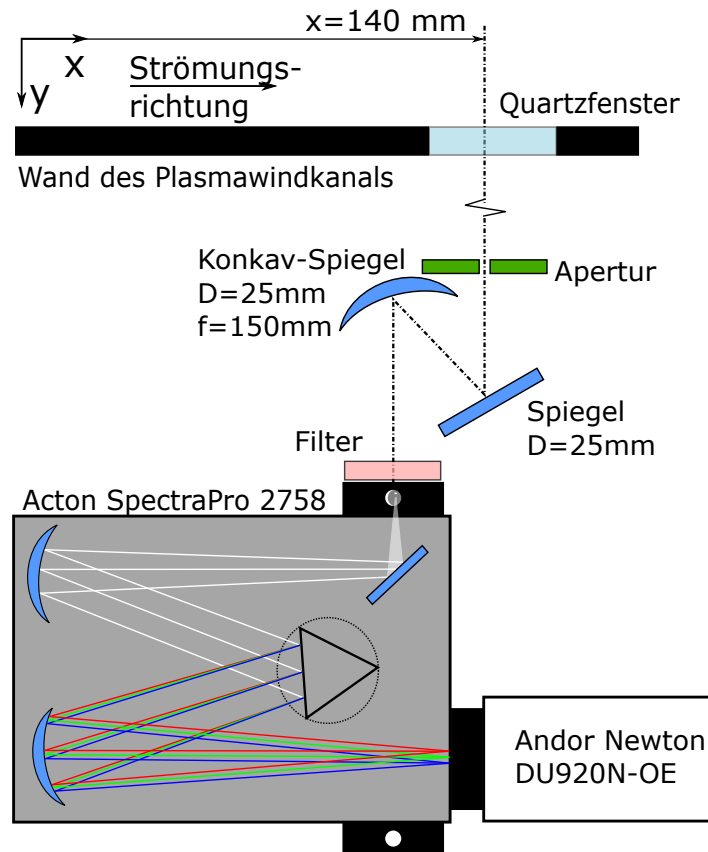 x=140 mm
x
y
Strömungs-
richtung
Quartzfenster
Wand des Plasmawindkanals
Konkav-Spiegel
D=25mm
f=150mm
Apertur
Spiegel
D=25mm
Filter
Acton SpectraPro 2758
Andor Newton
DU920N-OE